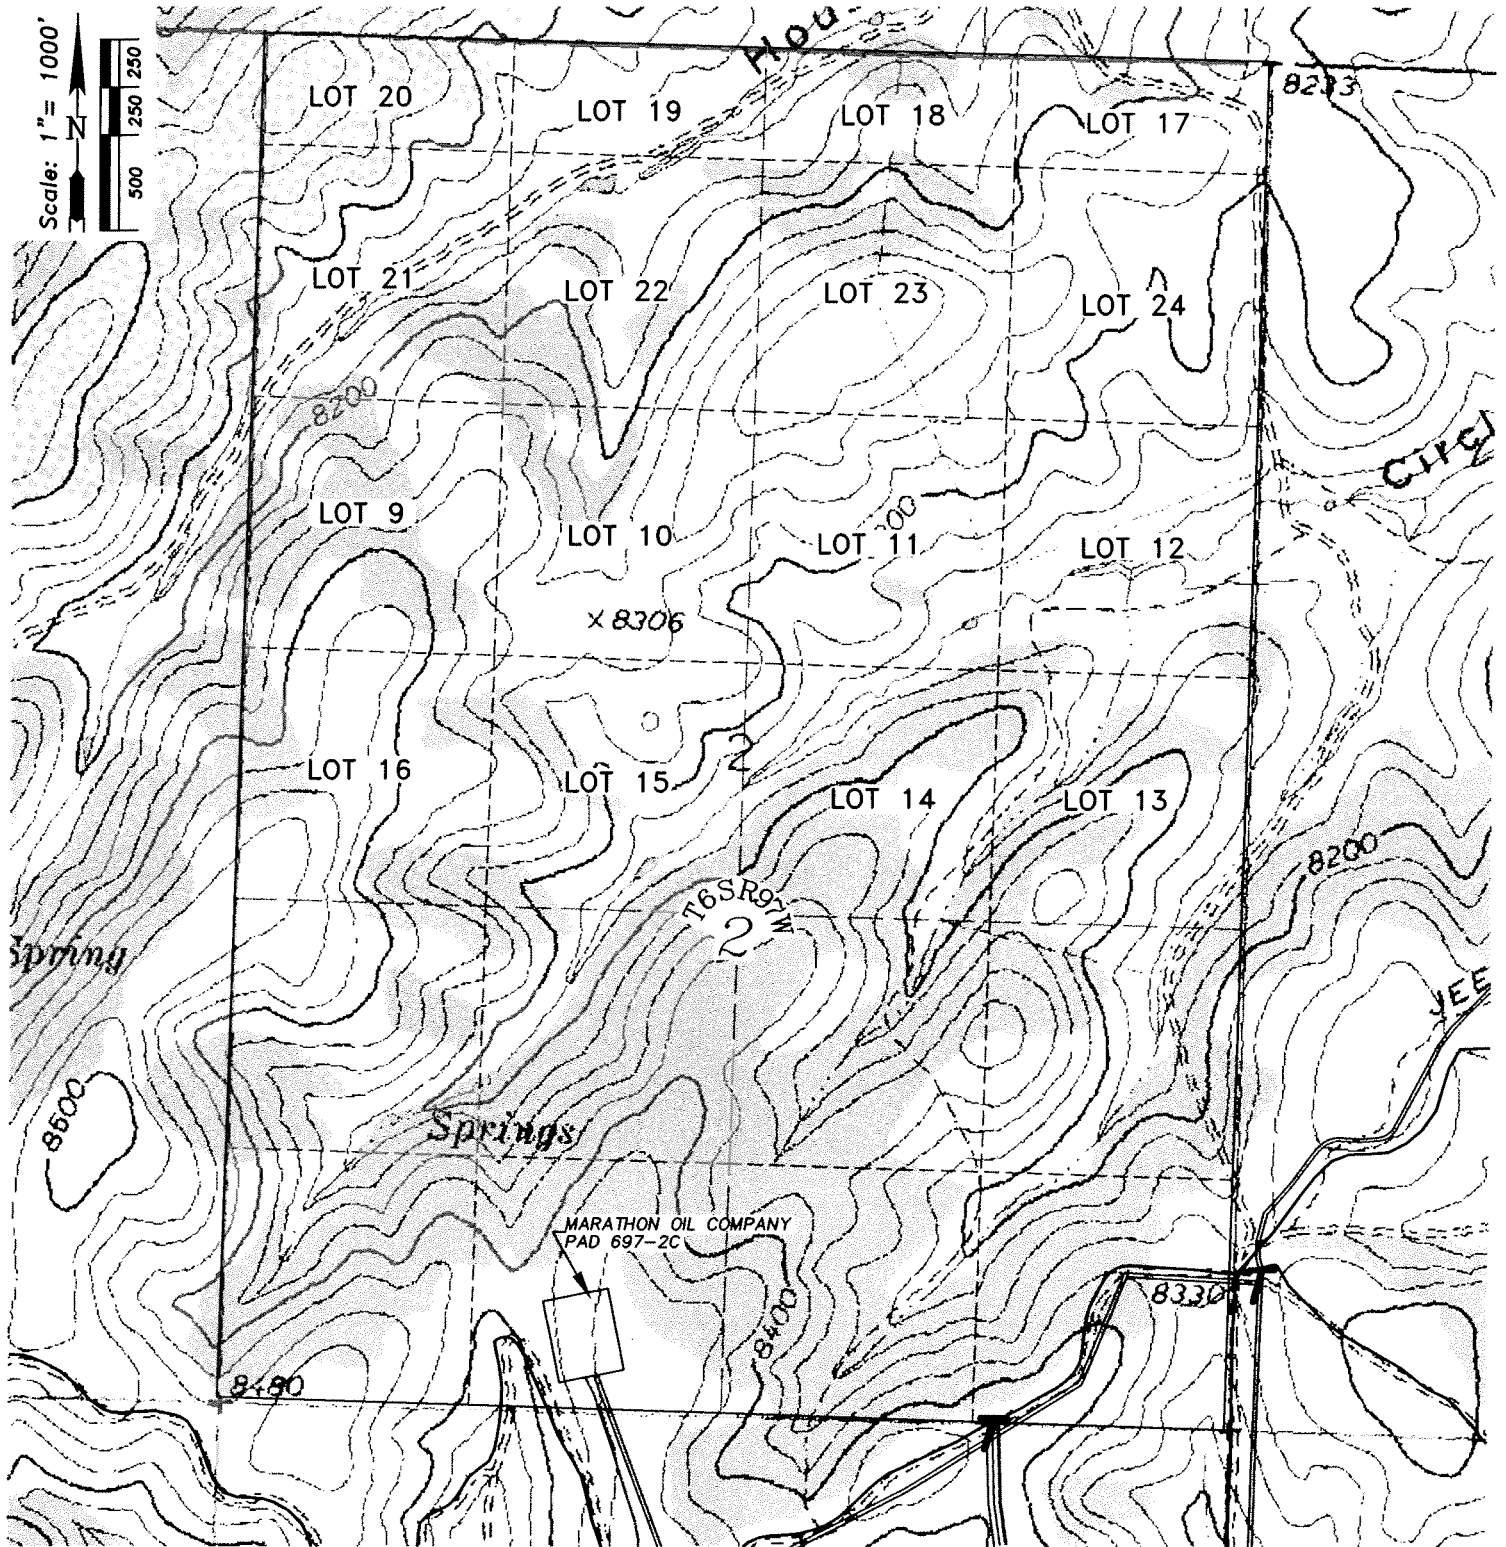 Scale: 1"= 1000'
N
250
250
500
8233
LOT 20
LOT 19
LOT 18
LOT 17
LOT 21
LOT 22
LOT 23
LOT 24
8200
LOT 9
LOT 10
LOT 11
LOT 12
X 8306
LOT 16
LOT 15
2
LOT 14
LOT 13
8200
T6SR97W
2
8600
Springs
MARATHON OIL COMPANY
PAD 697-2C
8400
8330
8480